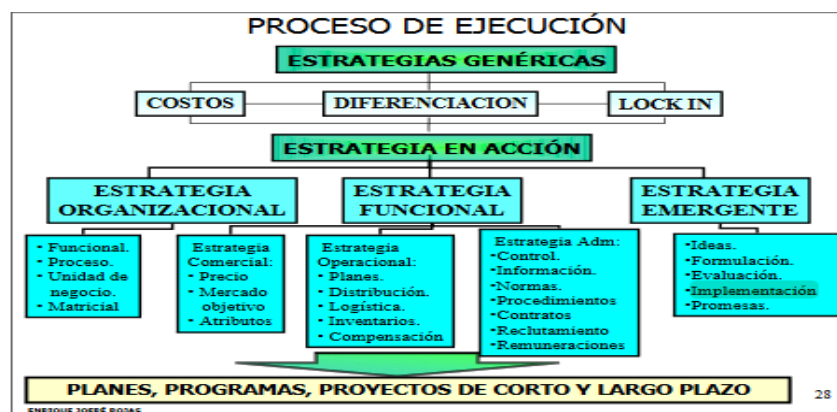 PROCESO DE EJECUCIÓN
ESTRATEGIAS GENÉRICAS
COSTOS
DIFERENCIACION
LOCK IN
ESTRATEGIA EN ACCIÓN
ESTRATEGIA
ORGANIZACIONAL
ESTRATEGIA
FUNCIONAL
ESTRATEGIA
EMERGENTE
• Funcional.
• Proceso.
• Unidad de
negocio.
• Matricial
Estrategia
Comercial:
• Precio
• Mercado
objetivo
• Atributos
Estrategia
Operacional:
• Planes.
• Distribución.
• Logística.
• Inventarios.
• Compensación
Estrategia Adm:
•Control.
•Información.
•Normas.
•Procedimientos
•Contratos
•Reclutamiento
•Remuneraciones
•Ideas.
•Formulación.
•Evaluación.
•Implementación
•Promesas.
PLANES, PROGRAMAS, PROYECTOS DE CORTO Y LARGO PLAZO
28
ENRIQUE JOFRÉ ROJAS